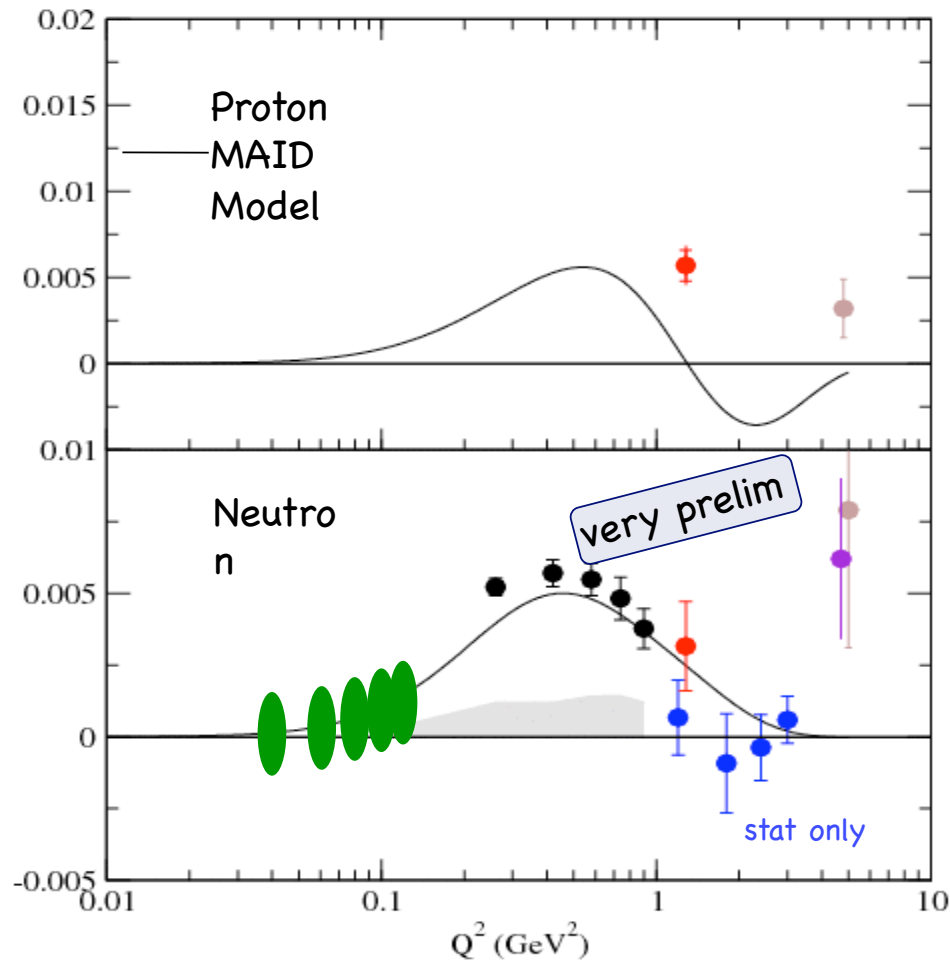 0.02
0.015
0.01
0.005
0
Proton
MAID
Model
0.01
0.005
0
-0.005
Neutro
n
very prelim
stat only
0.01
0.1
1
10
Q² (GeV²)